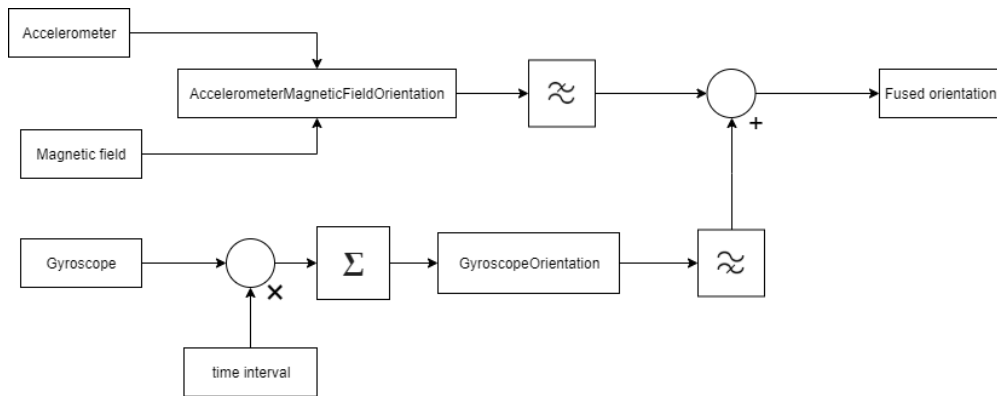 Accelerometer
AccelerometerMagneticFieldOrientation
Fused orientation
+
Magnetic field
Gyroscope
×
Σ
GyroscopeOrientation
time interval